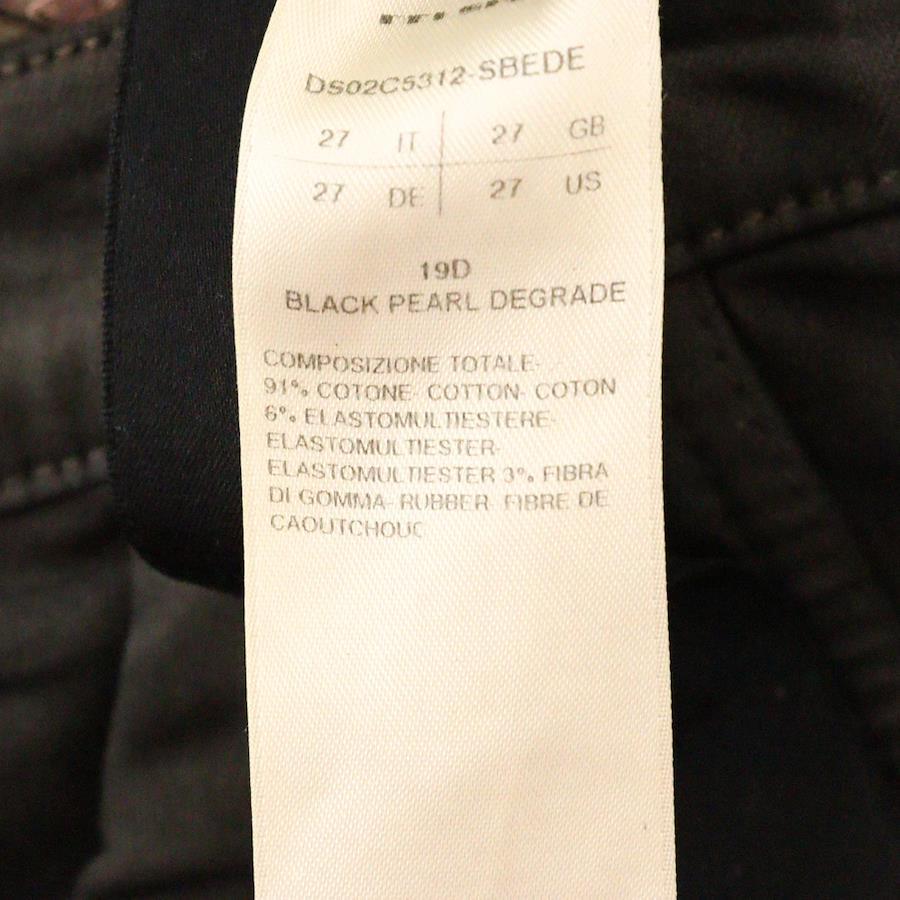 DS02C5312-SBEDE
27 IT 27 GB
27 DE 27 US
19D
BLACK PEARL DEGRADE
COMPOSIZIONE TOTALE-
91% COTONE- COTTON- COTON
6% ELASTOMULTIESTERE-
ELASTOMULTIESTER-
ELASTOMULTIESTER 3% FIBRA
DI GOMMA- RUBBER- FIBRE DE
CAOUTCHOUC